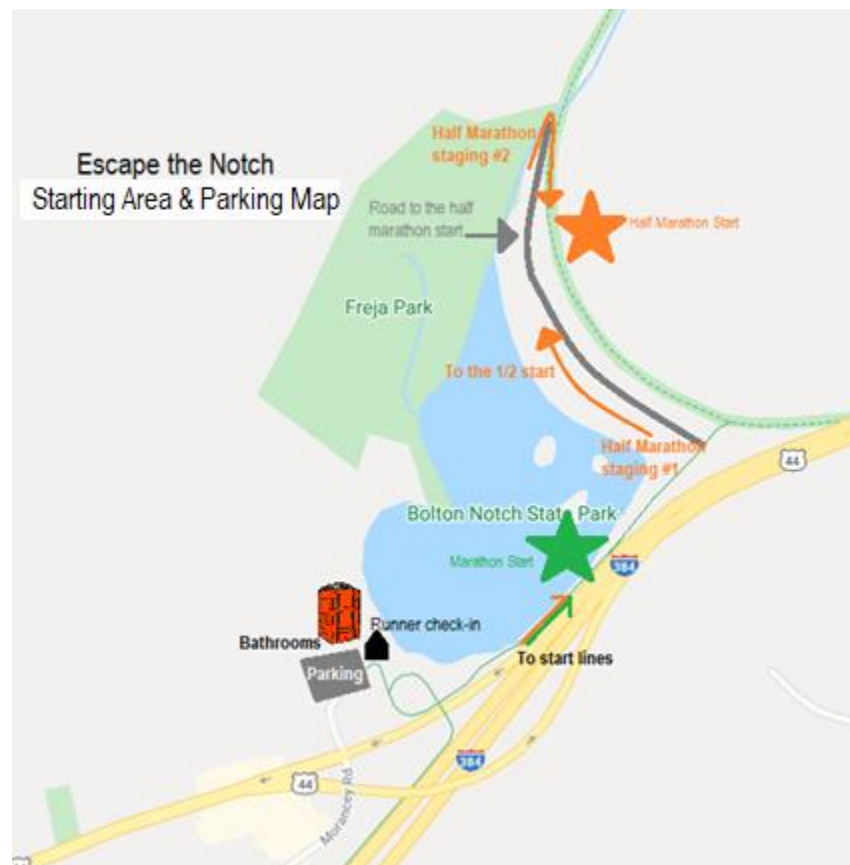 Escape the Notch
Starting Area & Parking Map
Half Marathon
staging #2
Road to the half
marathon start
Half Marathon Start
Freja Park
To the 1/2 start
Half Marathon
staging #1
44
Bolton Notch State Park
Marathon Start
384
Runner check-in
Bathrooms
To start lines
Parking
384
44
Morancey Rd